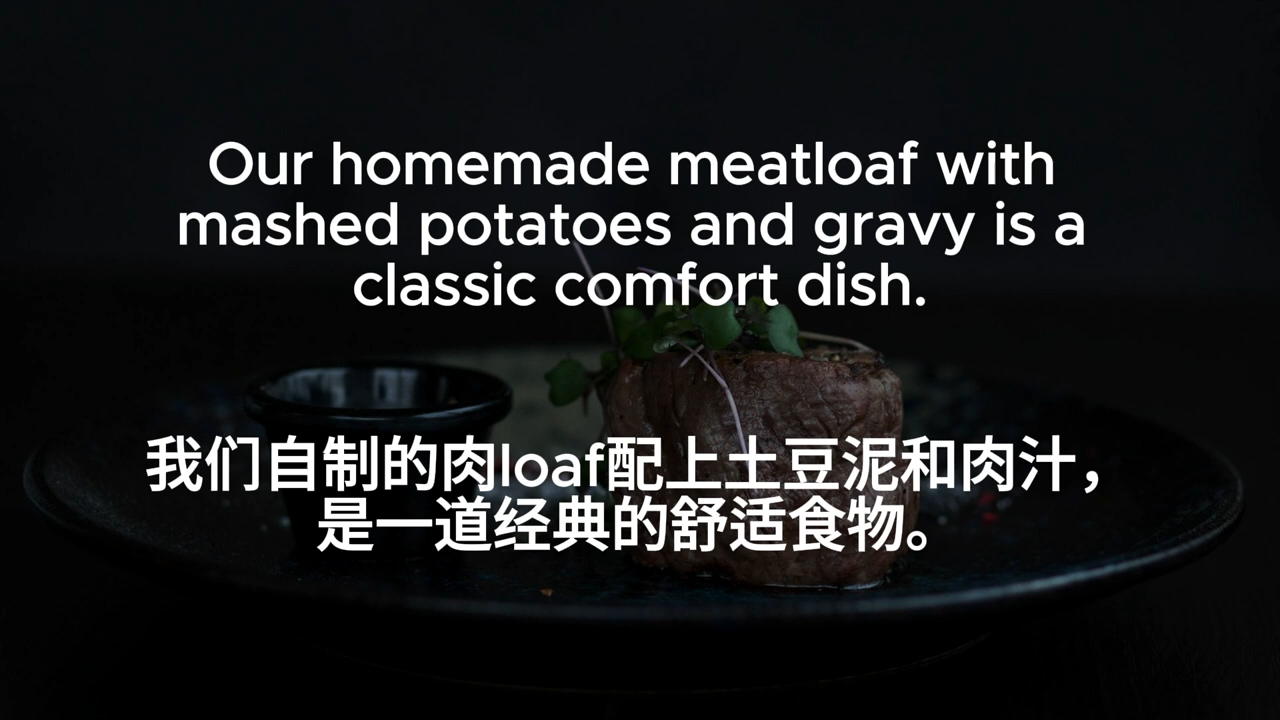 Our homemade meatloaf with
mashed potatoes and gravy is a
classic comfort dish.
我们自制的肉loaf配上土豆泥和肉汁，
是一道经典的舒适食物。